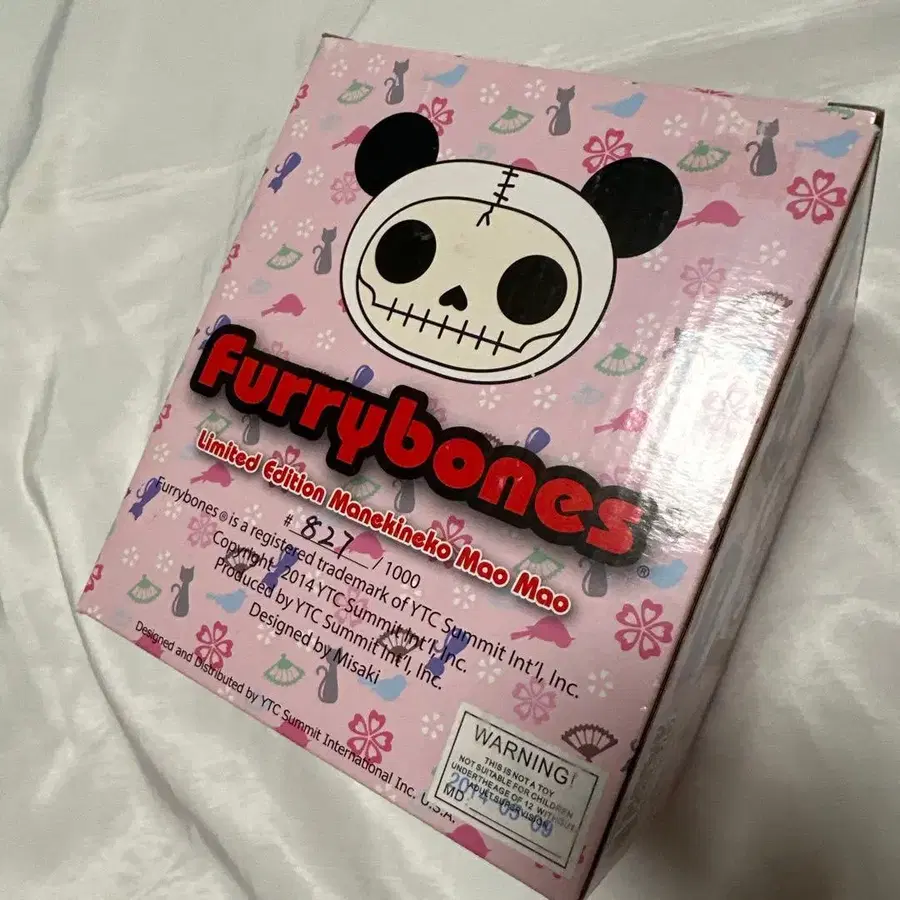 Furrybones®
Limited Edition Manekineko Mao Mao
# 827 /1000
Furrybones® is a registered trademark of YTC Summit Int'l, Inc.
Copyright 2014 YTC Summit Int'l, Inc.
Produced by YTC Summit Int'l, Inc.
Designed by Misaki
Designed and Distributed by YTC Summit International Inc. U.S.A.
WARNING!
THIS IS NOT A TOY
NOT SUITABLE FOR CHILDREN
UNDERTHEAGE OF 12 WITHOUT
ADULT SUPERVISION
MD. 2014 05 09